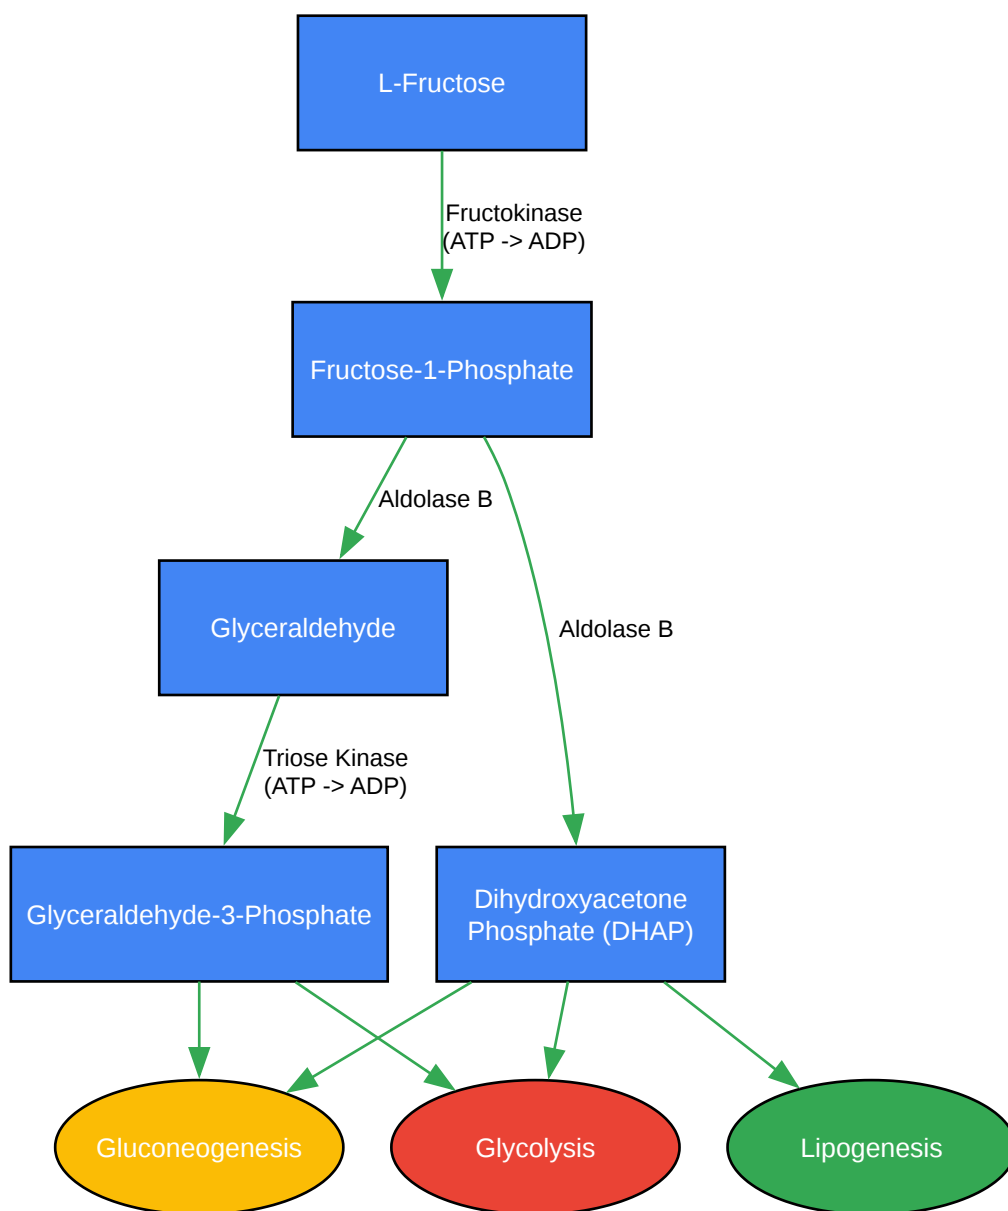 L-Fructose
Fructokinase
(ATP -> ADP)
Fructose-1-Phosphate
Aldolase B
Glyceraldehyde
Aldolase B
Triose Kinase
(ATP -> ADP)
Glyceraldehyde-3-Phosphate
Dihydroxyacetone
Phosphate (DHAP)
Gluconeogenesis
Glycolysis
Lipogenesis